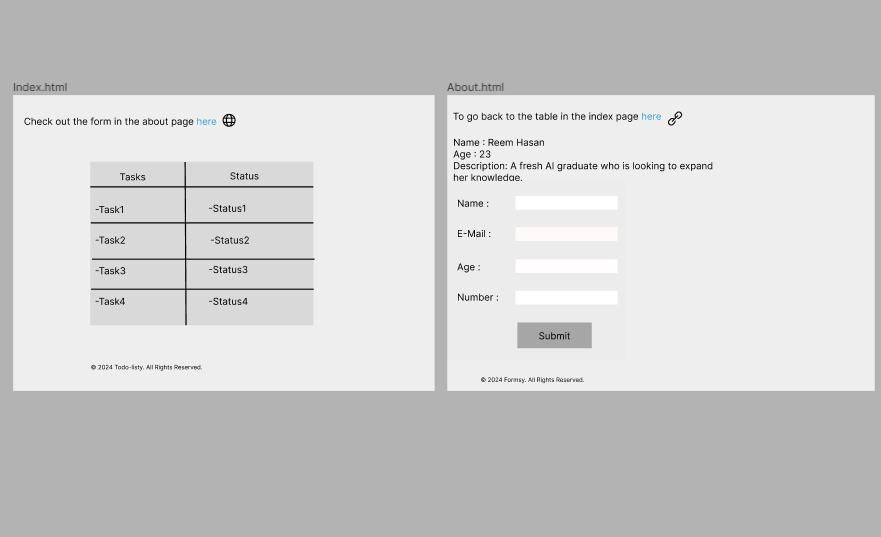 Index.html
Check out the form in the about page here
Tasks Status
-Task1 -Status1
-Task2 -Status2
-Task3 -Status3
-Task4 -Status4
© 2024 Todo-listy. All Rights Reserved.
About.html
To go back to the table in the index page here
Name : Reem Hasan
Age : 23
Description: A fresh AI graduate who is looking to expand
her knowledge.
Name :
E-Mail :
Age :
Number :
Submit
© 2024 Formsy. All Rights Reserved.